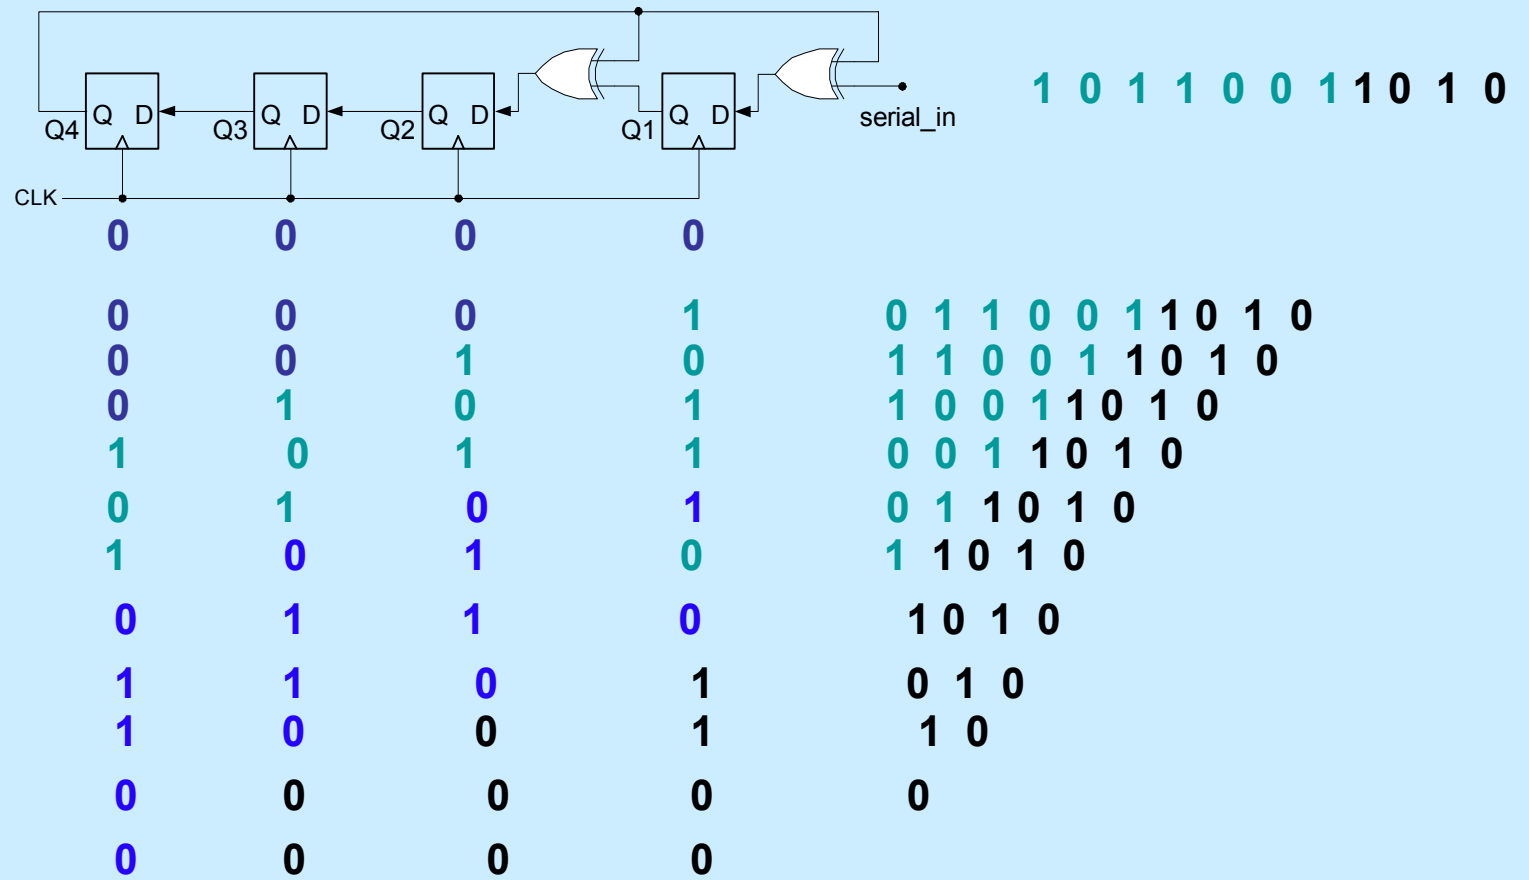 1 0 1 1 0 0 1 1 0 1 0
Q D Q D Q D Q D
Q4 Q3 Q2 Q1 serial_in
CLK
0 0 0 0
0 0 0 1 0 1 1 0 0 1 1 0 1 0
0 0 1 0 1 1 0 0 1 1 0 1 0
0 1 0 1 1 0 0 1 1 0 1 0
1 0 1 1 0 0 1 1 0 1 0
0 1 0 1 0 1 1 0 1 0
1 0 1 0 1 1 0 1 0
0 1 1 0 1 0 1 0
1 1 0 1 0 1 0
1 0 0 1 1 0
0 0 0 0 0
0 0 0 0